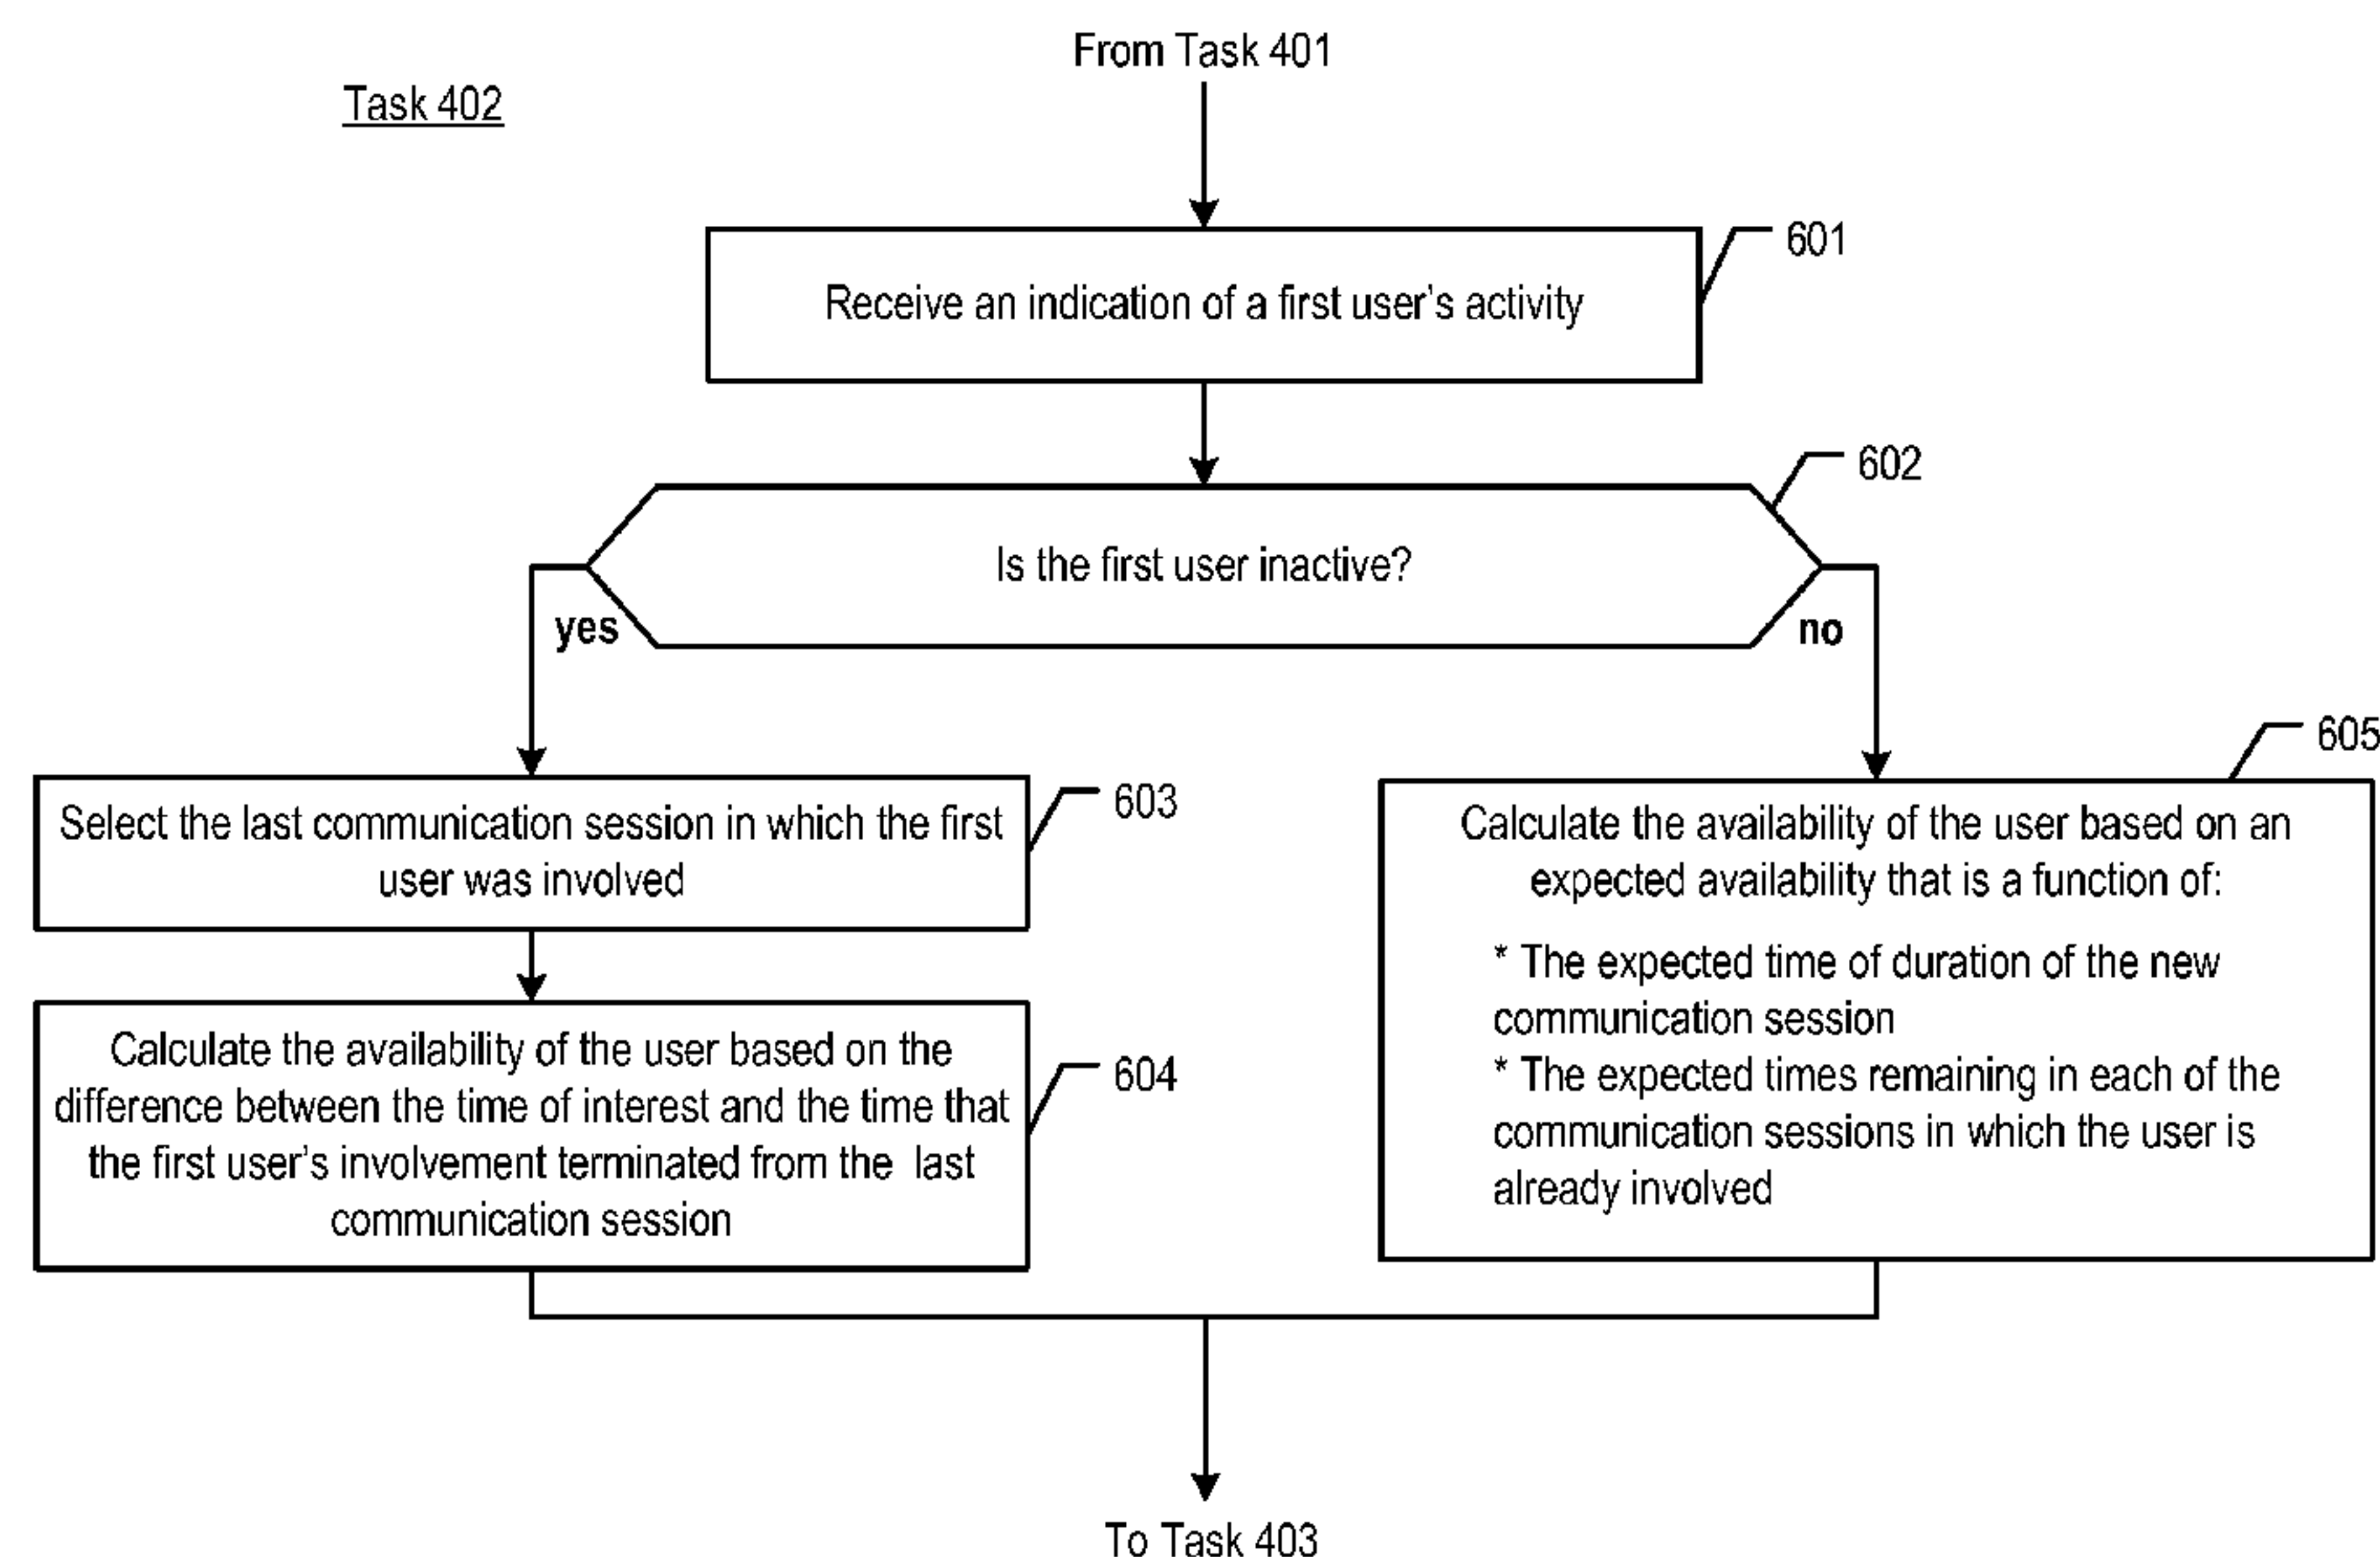 From Task 401
Task 402
601
Receive an indication of a first user's activity
602
Is the first user inactive?
yes
no
603
Select the last communication session in which the first
user was involved
604
Calculate the availability of the user based on the
difference between the time of interest and the time that
the first user's involvement terminated from the last
communication session
605
Calculate the availability of the user based on an
expected availability that is a function of:
* The expected time of duration of the new
communication session
* The expected times remaining in each of the
communication sessions in which the user is
already involved
To Task 403